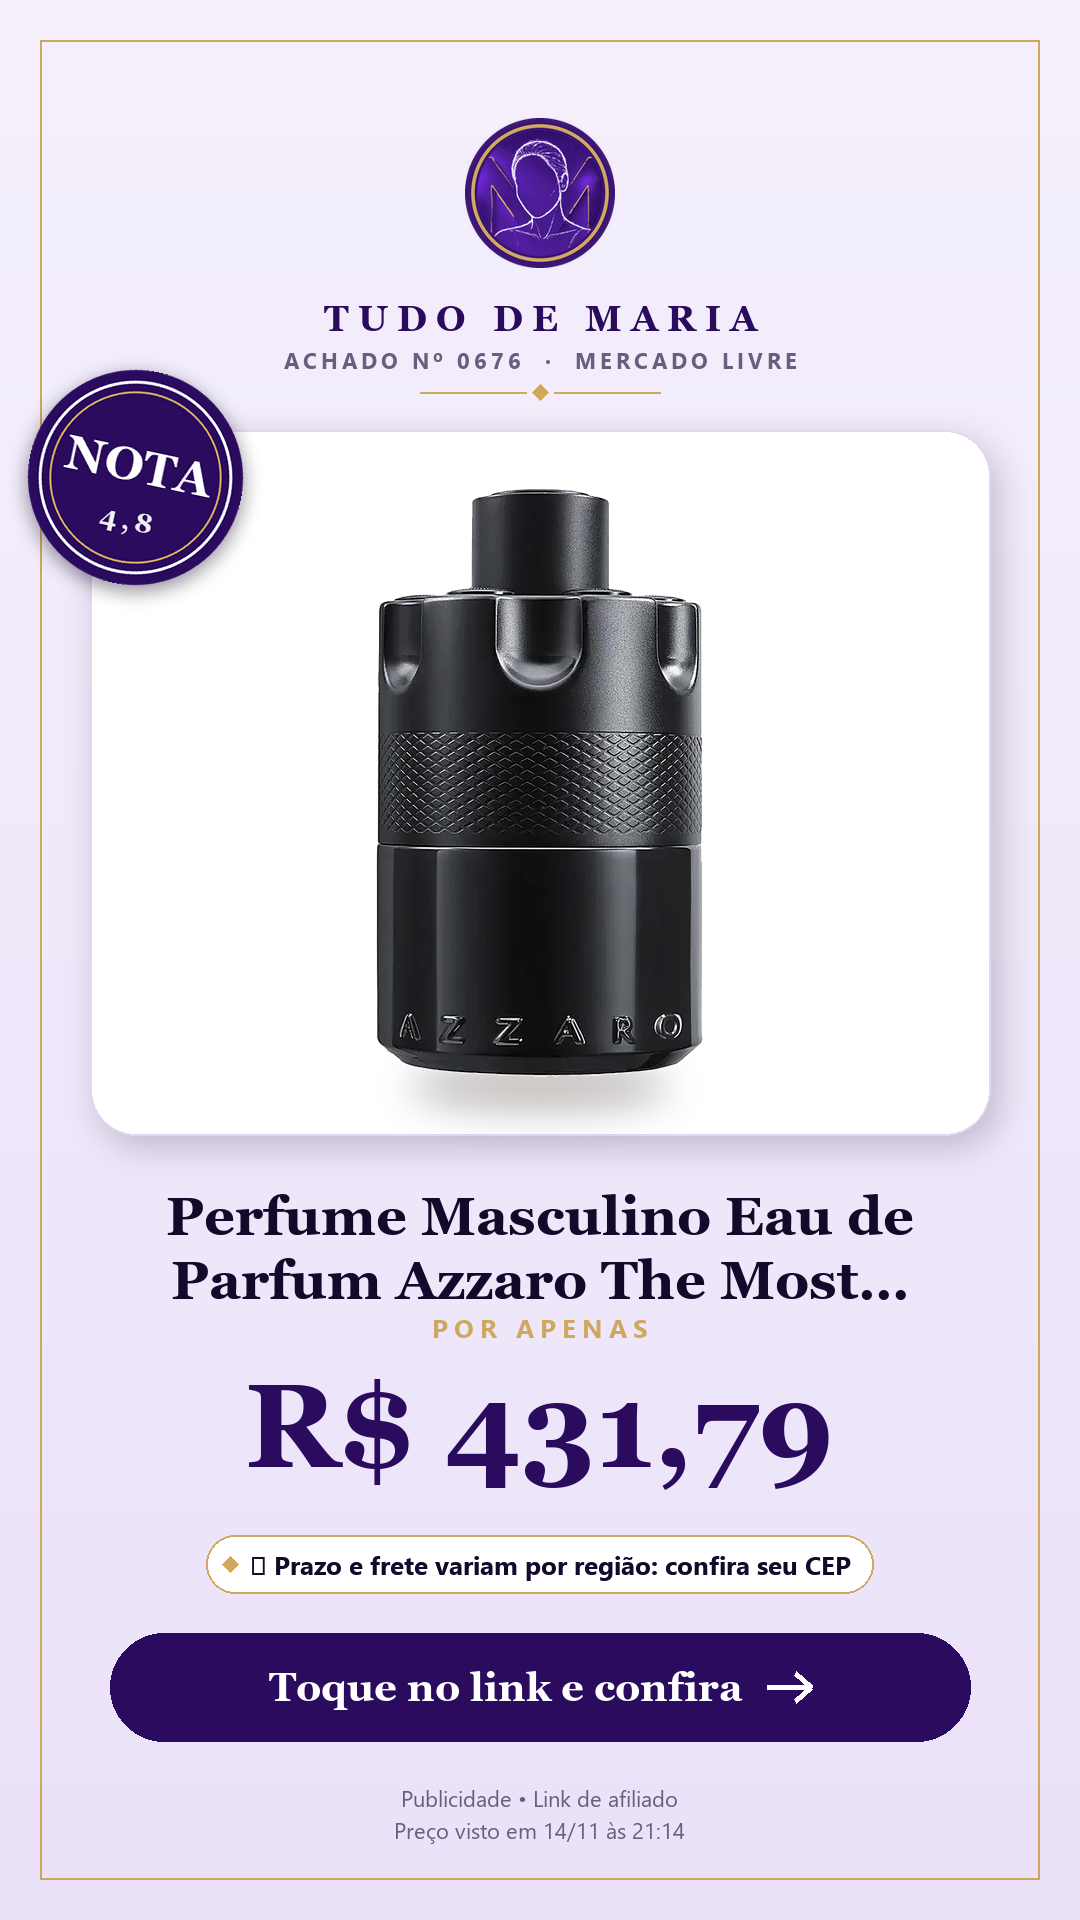 TUDO DE MARIA
ACHADO Nº 0676 · MERCADO LIVRE
NOTA
4,8
AZZARO
Perfume Masculino Eau de
Parfum Azzaro The Most...
POR APENAS
R$ 431,79
Prazo e frete variam por região: confira seu CEP
Toque no link e confira →
Publicidade • Link de afiliado
Preço visto em 14/11 às 21:14